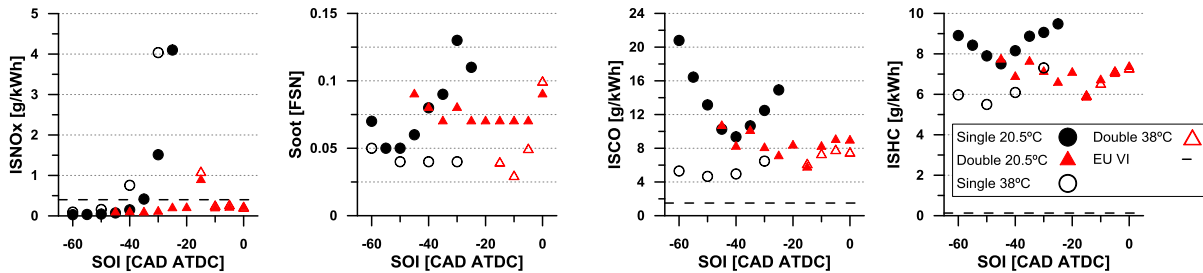 ISNOx [g/kWh]
5
4
3
2
1
0
-60 -40 -20 0
SOI [CAD ATDC]
Soot [FSN]
0.15
0.1
0.05
0
-60 -40 -20 0
SOI [CAD ATDC]
ISCO [g/kWh]
24
20
16
12
8
4
0
-60 -40 -20 0
SOI [CAD ATDC]
ISHC [g/kWh]
10
8
6
4
2
0
-60 -40 -20 0
SOI [CAD ATDC]
Single 20.5ºC Double 38ºC
Double 20.5ºC EU VI
Single 38ºC